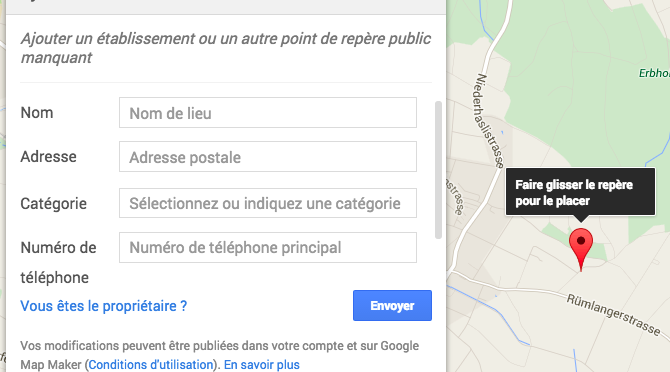 Ajouter un établissement ou un autre point de repère public
manquant
Nom
Nom de lieu
Adresse
Adresse postale
Catégorie
Sélectionnez ou indiquez une catégorie
Numéro de
téléphone
Numéro de téléphone principal
Vous êtes le propriétaire ?
Envoyer
Vos modifications peuvent être publiées dans votre compte et sur Google
Map Maker (Conditions d'utilisation). En savoir plus
Niederhaslistrasse
Faire glisser le repère
pour le placer
Rümlangerstrasse